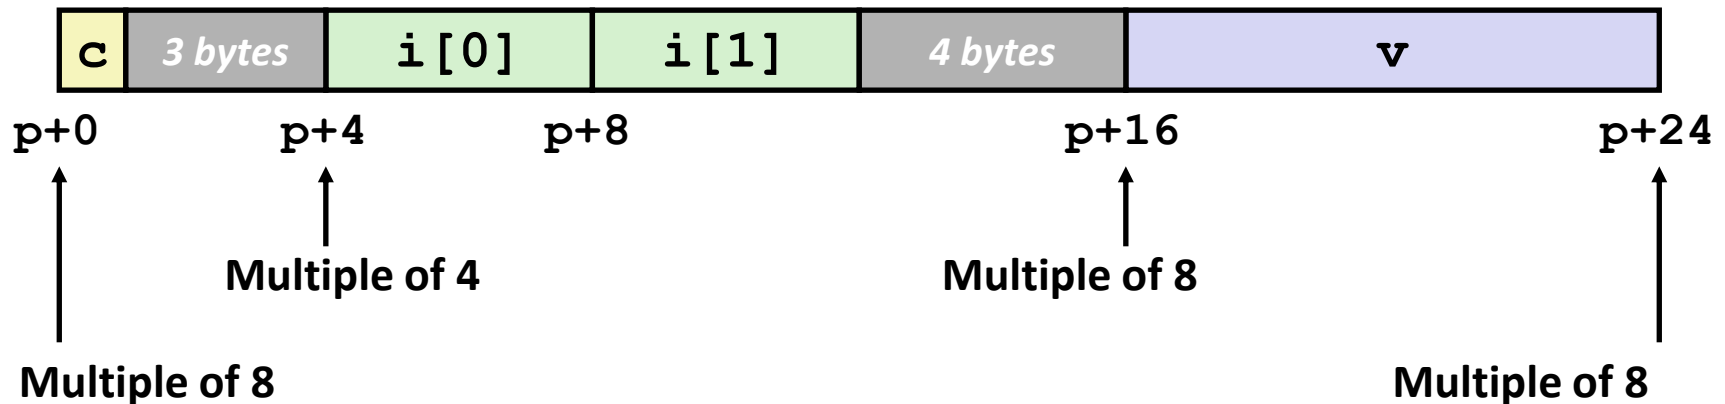 c 3 bytes i[0] i[1] 4 bytes v
p+0 p+4 p+8 p+16 p+24
Multiple of 4 Multiple of 8
Multiple of 8 Multiple of 8